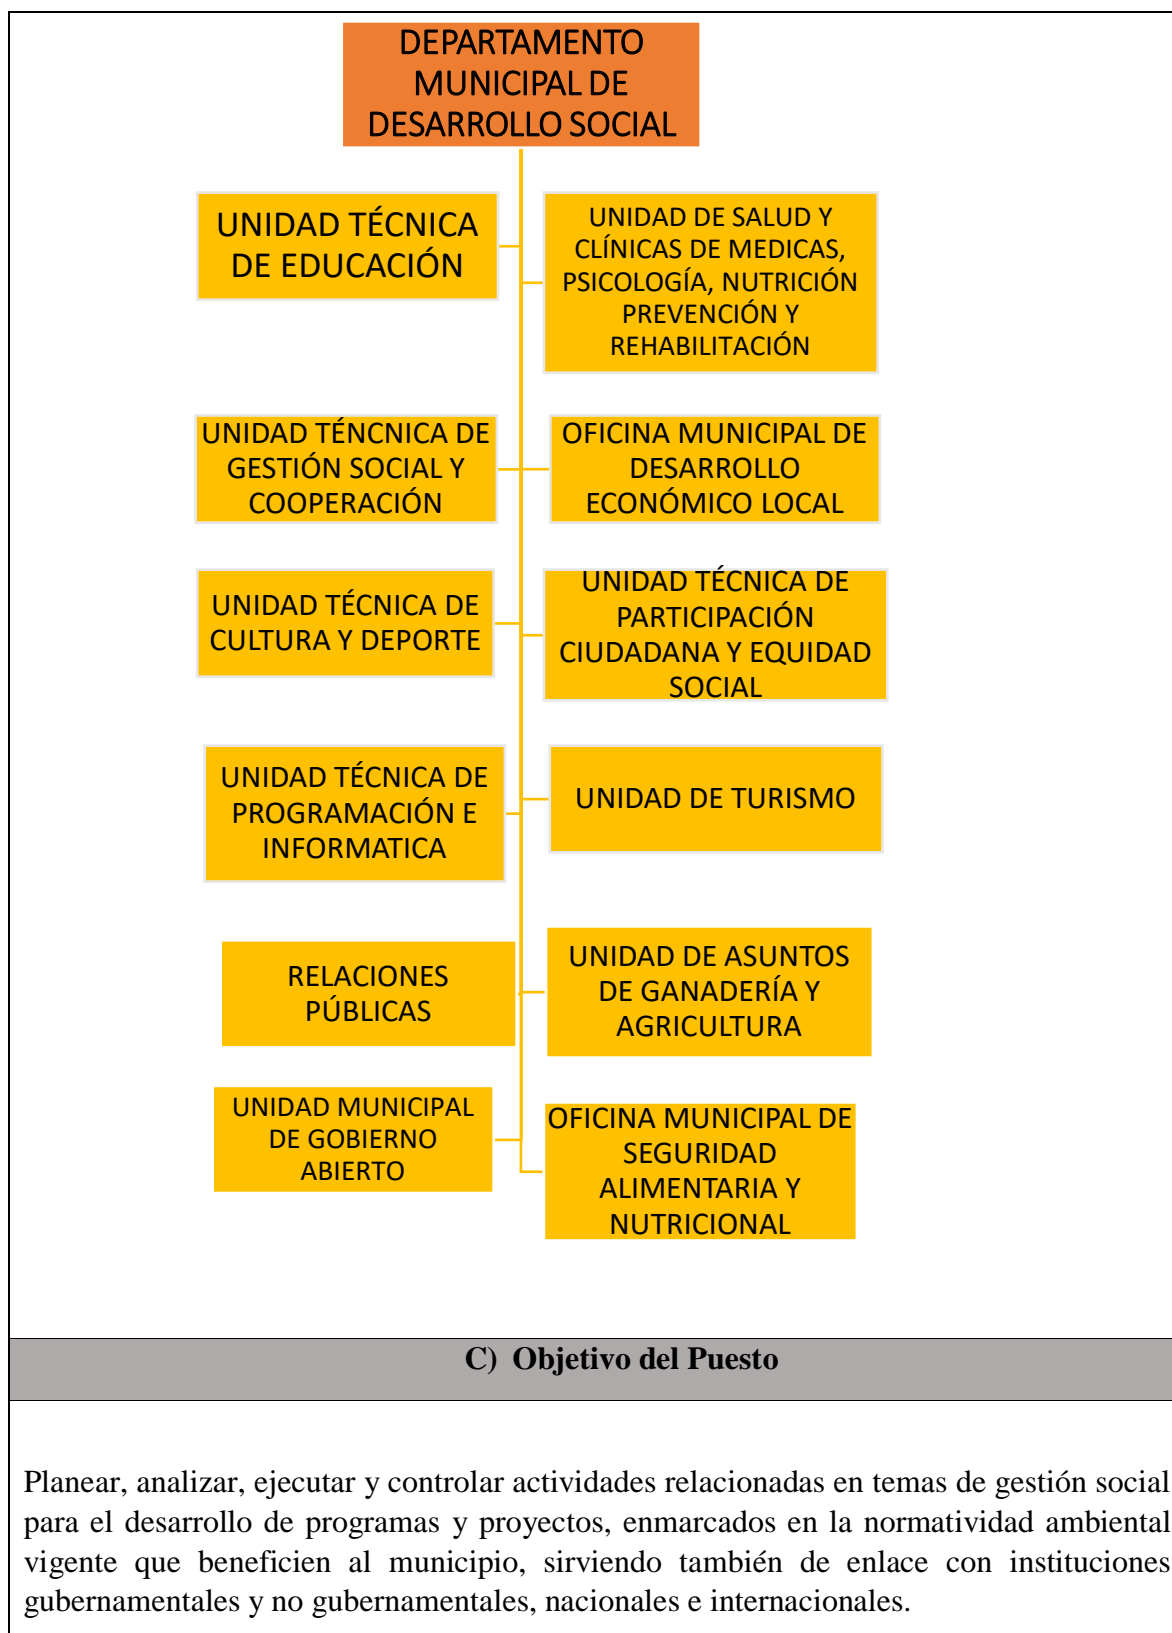 DEPARTAMENTO
MUNICIPAL DE
DESARROLLO SOCIAL
UNIDAD TÉCNICA
DE EDUCACIÓN
UNIDAD DE SALUD Y
CLÍNICAS DE MEDICAS,
PSICOLOGÍA, NUTRICIÓN
PREVENCIÓN Y
REHABILITACIÓN
UNIDAD TÉNCNICA DE
GESTIÓN SOCIAL Y
COOPERACIÓN
OFICINA MUNICIPAL DE
DESARROLLO
ECONÓMICO LOCAL
UNIDAD TÉCNICA DE
CULTURA Y DEPORTE
UNIDAD TÉCNICA DE
PARTICIPACIÓN
CIUDADANA Y EQUIDAD
SOCIAL
UNIDAD TÉCNICA DE
PROGRAMACIÓN E
INFORMATICA
UNIDAD DE TURISMO
RELACIONES
PÚBLICAS
UNIDAD DE ASUNTOS
DE GANADERÍA Y
AGRICULTURA
UNIDAD MUNICIPAL
DE GOBIERNO
ABIERTO
OFICINA MUNICIPAL DE
SEGURIDAD
ALIMENTARIA Y
NUTRICIONAL
C) Objetivo del Puesto
Planear, analizar, ejecutar y controlar actividades relacionadas en temas de gestión social
para el desarrollo de programas y proyectos, enmarcados en la normatividad ambiental
vigente que beneficien al municipio, sirviendo también de enlace con instituciones
gubernamentales y no gubernamentales, nacionales e internacionales.